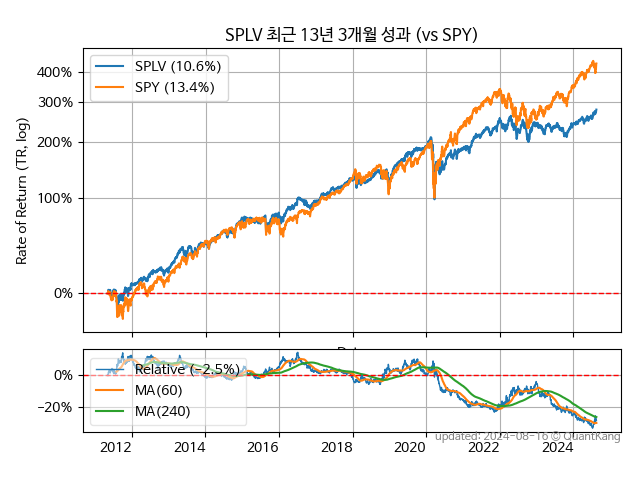 SPLV 최근 13년 3개월 성과 (vs SPY)
Rate of Return (TR, log)
400%
300%
200%
100%
0%
SPLV (10.6%)
SPY (13.4%)
0%
−20%
Relative (−2.5%)
MA(60)
MA(240)
2012 2014 2016 2018 2020 2022 2024
updated: 2024-08-16 © QuantKang